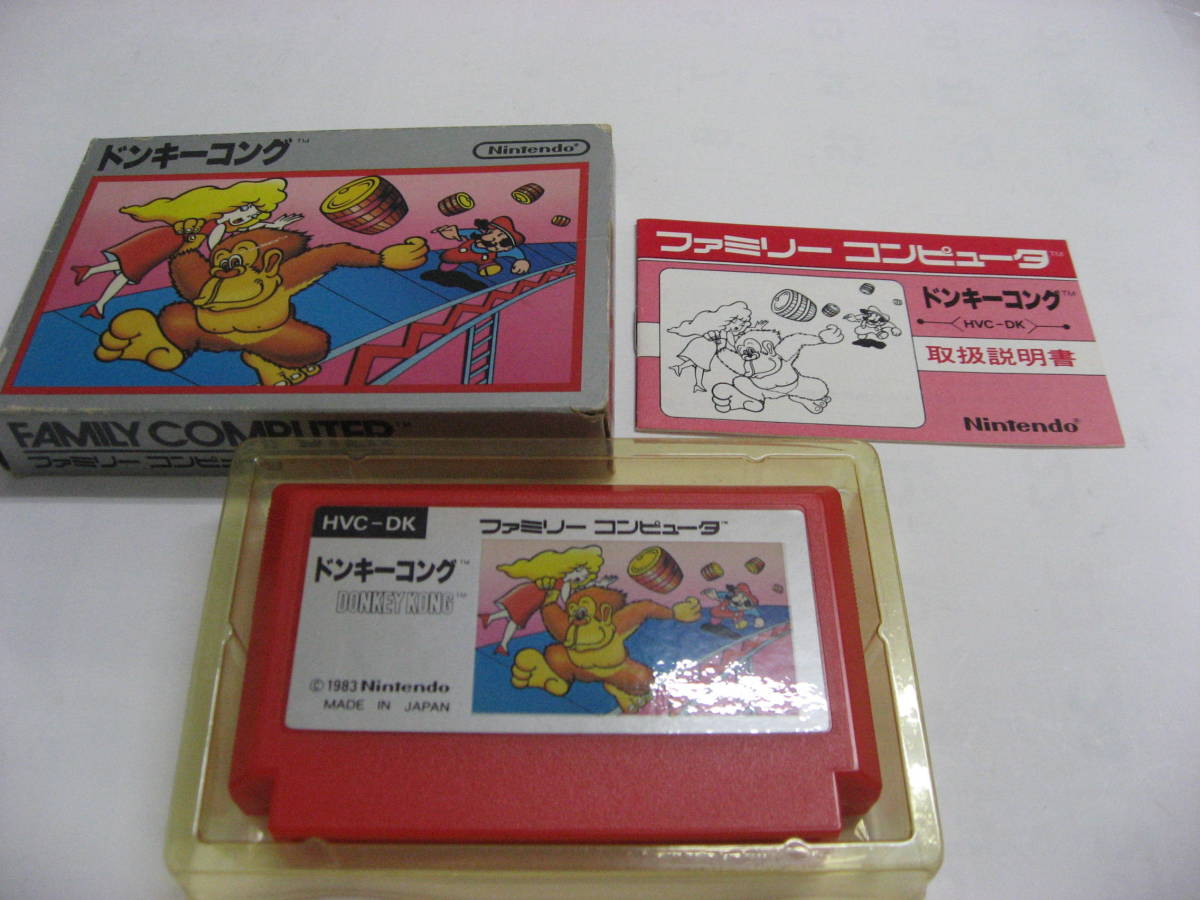 ドンキーコング™
Nintendo®
FAMILY COMPUTER™
ファミリー コンピュ
ファミリー コンピュータ™
ドンキーコング™
HVC-DK
取扱説明書
Nintendo®
HVC-DK
ファミリー コンピュータ™
ドンキーコング™
DONKEY KONG™
©1983 Nintendo
MADE IN JAPAN